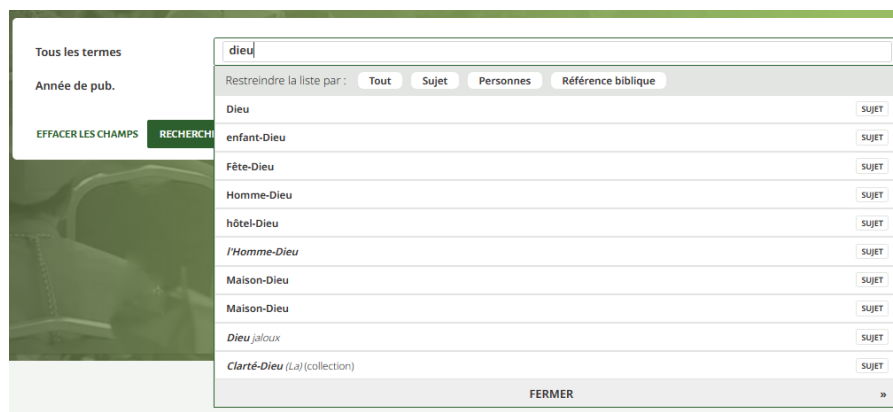 Tous les termes
dieu
Année de pub.
EFFACER LES CHAMPS
RECHERCH
Restreindre la liste par : Tout Sujet Personnes Référence biblique
Dieu SUJET
enfant-Dieu SUJET
Fête-Dieu SUJET
Homme-Dieu SUJET
hôtel-Dieu SUJET
l'Homme-Dieu SUJET
Maison-Dieu SUJET
Maison-Dieu SUJET
Dieu jaloux SUJET
Clarté-Dieu (La) (collection) SUJET
FERMER »